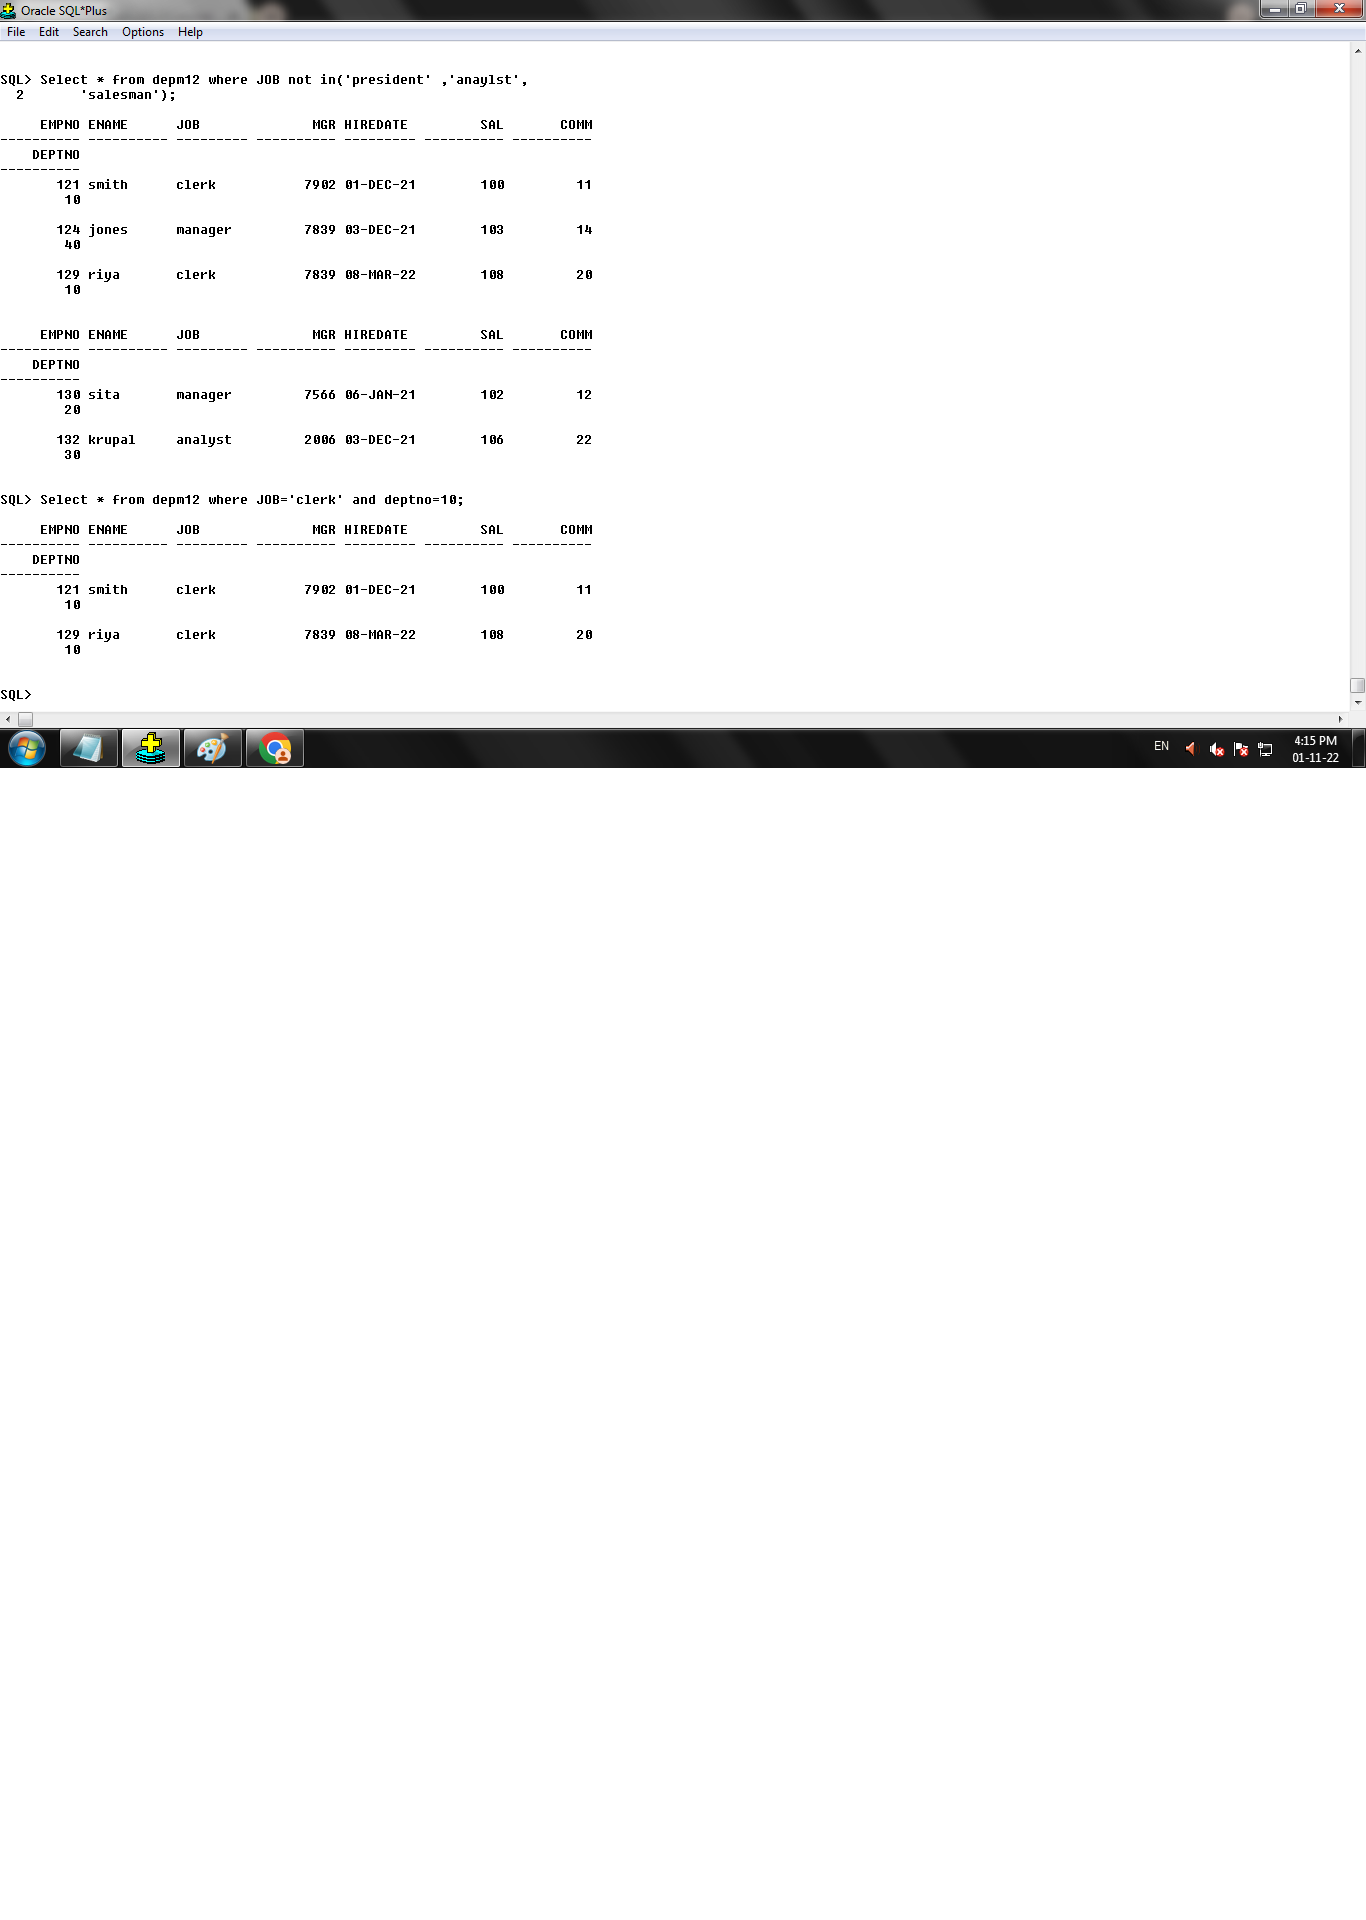 Oracle SQL*Plus
File Edit Search Options Help
SQL> Select * from depm12 where JOB not in('president' ,'anaylst',
  2       'salesman');
     EMPNO ENAME      JOB              MGR HIREDATE         SAL       COMM
---------- ---------- --------- ---------- --------- ---------- ----------
    DEPTNO
----------
       121 smith      clerk           7902 01-DEC-21        100         11
        10
       124 jones      manager         7839 03-DEC-21        103         14
        40
       129 riya       clerk           7839 08-MAR-22        108         20
        10
     EMPNO ENAME      JOB              MGR HIREDATE         SAL       COMM
---------- ---------- --------- ---------- --------- ---------- ----------
    DEPTNO
----------
       130 sita       manager         7566 06-JAN-21        102         12
        20
       132 krupal     analyst         2006 03-DEC-21        106         22
        30
SQL> Select * from depm12 where JOB='clerk' and deptno=10;
     EMPNO ENAME      JOB              MGR HIREDATE         SAL       COMM
---------- ---------- --------- ---------- --------- ---------- ----------
    DEPTNO
----------
       121 smith      clerk           7902 01-DEC-21        100         11
        10
       129 riya       clerk           7839 08-MAR-22        108         20
        10
SQL>
EN
4:15 PM
01-11-22